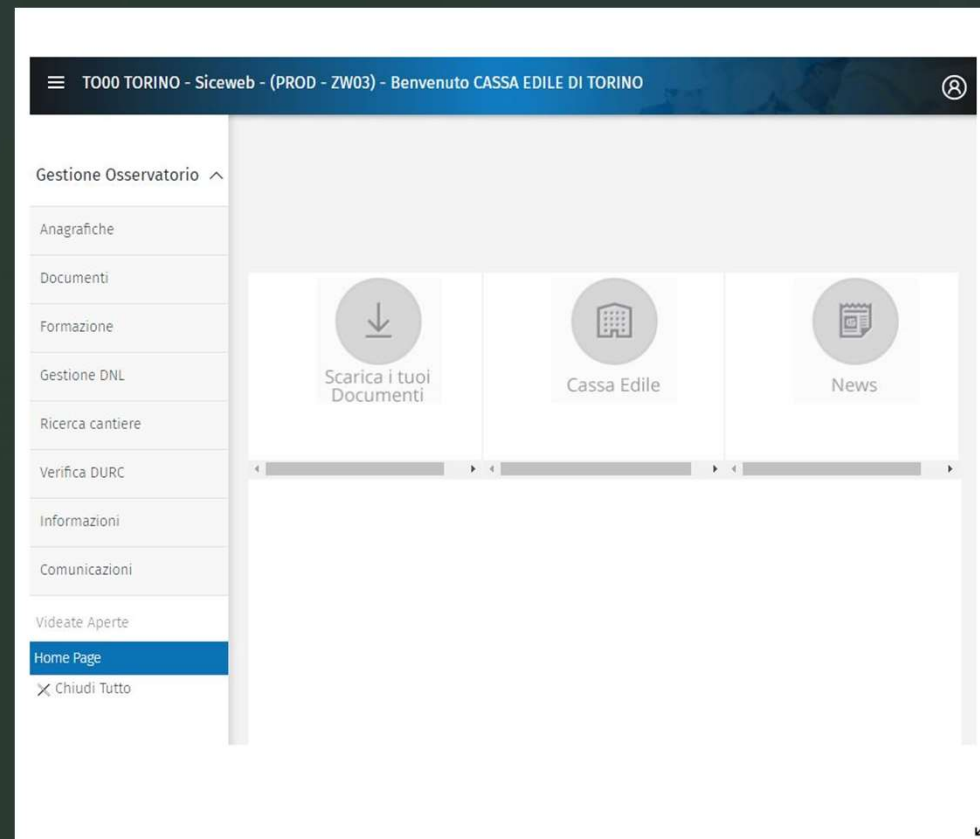 TO00 TORINO - Siceweb - (PROD - ZW03) - Benvenuto CASSA EDILE DI TORINO
Gestione Osservatorio
Anagrafiche
Documenti
Formazione
Gestione DNL
Ricerca cantiere
Verifica DURC
Informazioni
Comunicazioni
Videate Aperte
Home Page
Chiudi Tutto
Scarica i tuoi
Documenti
Cassa Edile
News